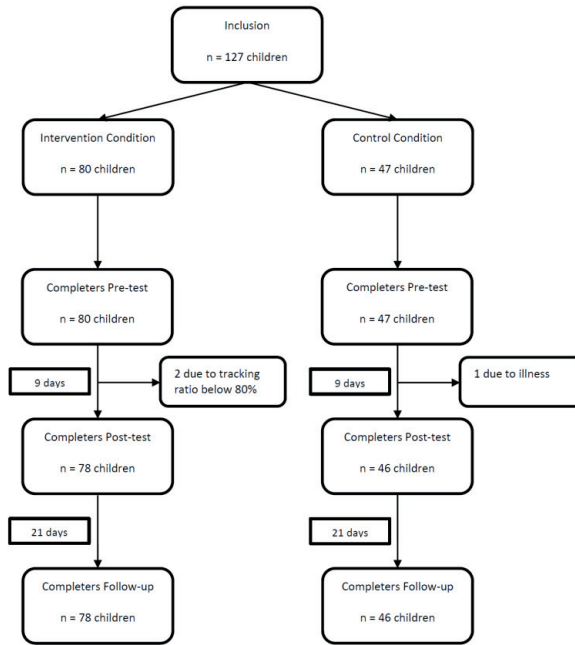 Inclusion
n = 127 children
Intervention Condition
n = 80 children
Control Condition
n = 47 children
Completers Pre-test
n = 80 children
Completers Pre-test
n = 47 children
9 days
2 due to tracking
ratio below 80%
9 days
1 due to illness
Completers Post-test
n = 78 children
Completers Post-test
n = 46 children
21 days
21 days
Completers Follow-up
n = 78 children
Completers Follow-up
n = 46 children